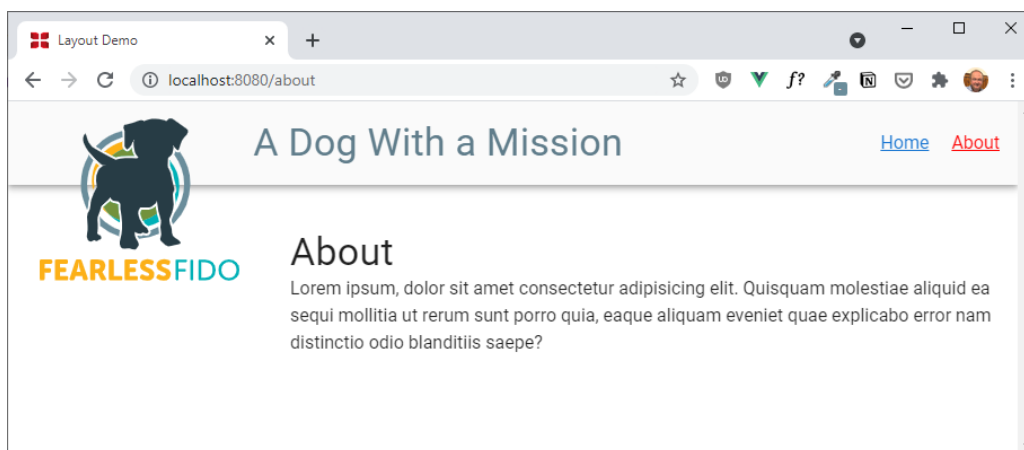 Layout Demo
localhost:8080/about
UD
f?
A Dog With a Mission
Home About
FEARLESSFIDO
About
Lorem ipsum, dolor sit amet consectetur adipisicing elit. Quisquam molestiae aliquid ea
sequi mollitia ut rerum sunt porro quia, eaque aliquam eveniet quae explicabo error nam
distinctio odio blanditiis saepe?